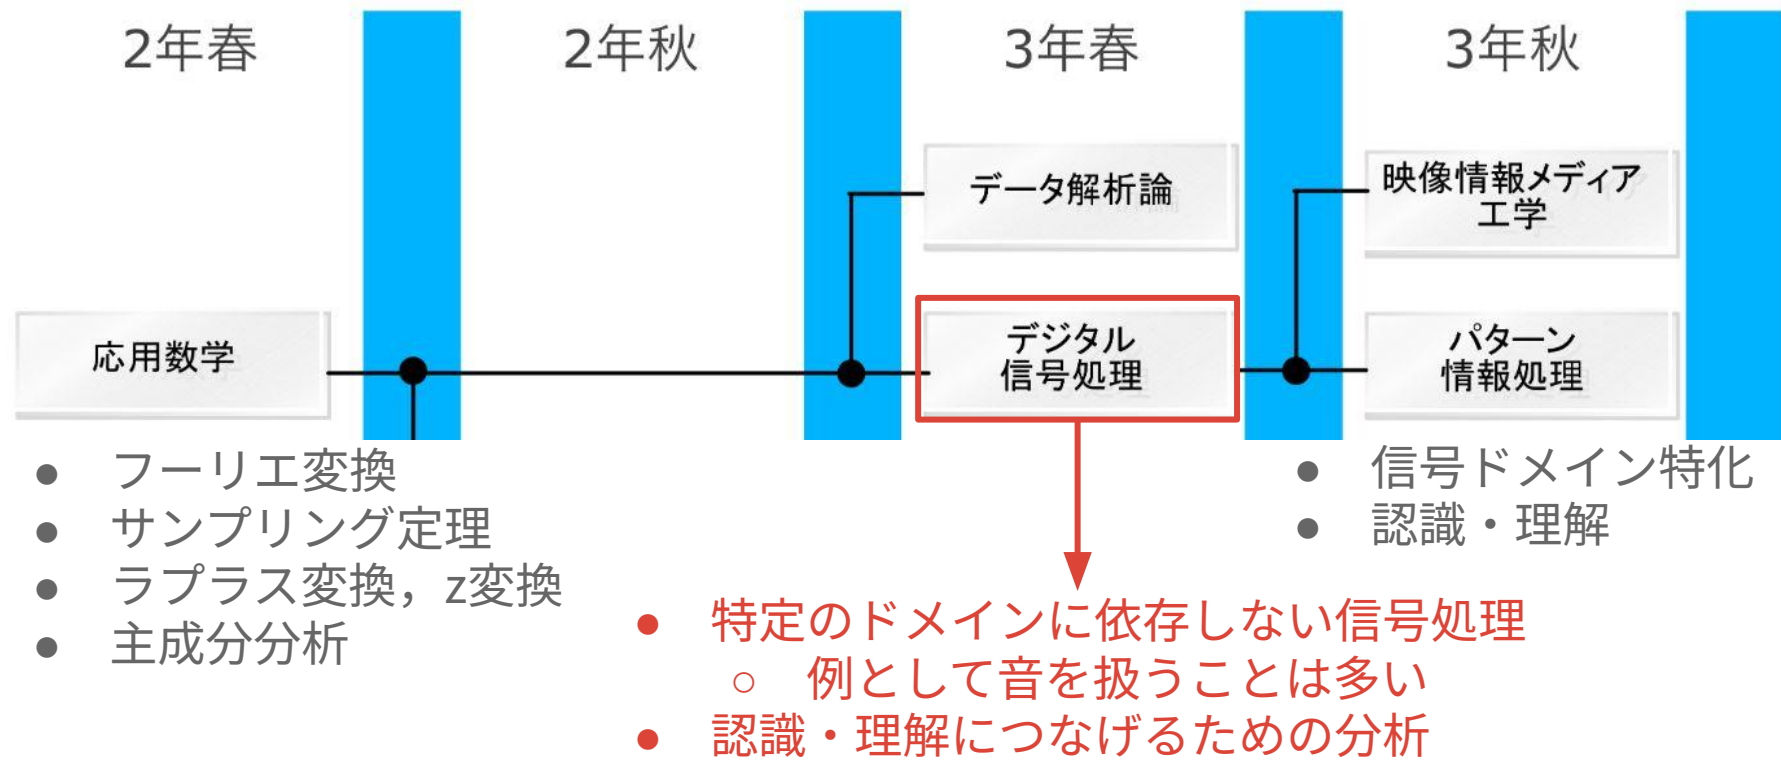 2年春
2年秋
3年春
3年秋
データ解析論
映像情報メディア
工学
応用数学
デジタル
信号処理
パターン
情報処理
● フーリエ変換
● サンプリング定理
● ラプラス変換，z変換
● 主成分分析
● 信号ドメイン特化
● 認識・理解
● 特定のドメインに依存しない信号処理
○ 例として音を扱うことは多い
● 認識・理解につなげるための分析